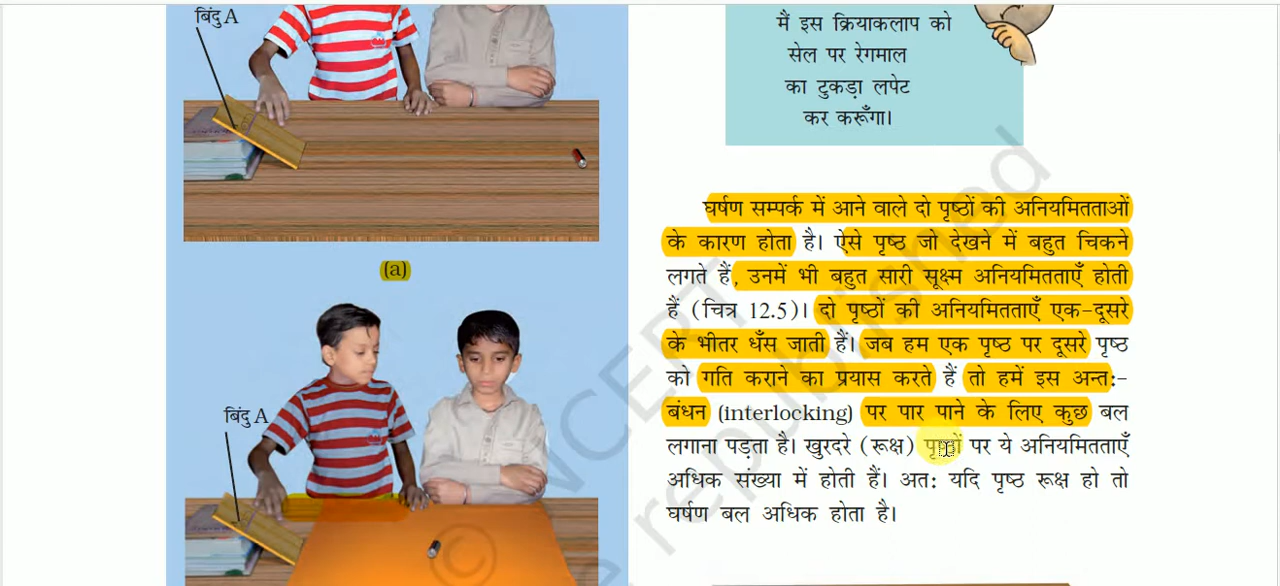 बिंदु A
(a)
बिंदु A
मैं इस क्रियाकलाप को
सेल पर रेगमाल
का टुकड़ा लपेट
कर करूँगा।
घर्षण सम्पर्क में आने वाले दो पृष्ठों की अनियमितताओं
के कारण होता है। ऐसे पृष्ठ जो देखने में बहुत चिकने
लगते हैं, उनमें भी बहुत सारी सूक्ष्म अनियमितताएँ होती
हैं (चित्र 12.5)। दो पृष्ठों की अनियमितताएँ एक-दूसरे
के भीतर धँस जाती हैं। जब हम एक पृष्ठ पर दूसरे पृष्ठ
को गति कराने का प्रयास करते हैं तो हमें इस अन्त:-
बंधन (interlocking) पर पार पाने के लिए कुछ बल
लगाना पड़ता है। खुरदरे (रूक्ष) पृष्ठों पर ये अनियमितताएँ
अधिक संख्या में होती हैं। अत: यदि पृष्ठ रूक्ष हो तो
घर्षण बल अधिक होता है।
©
NCERT
be republished